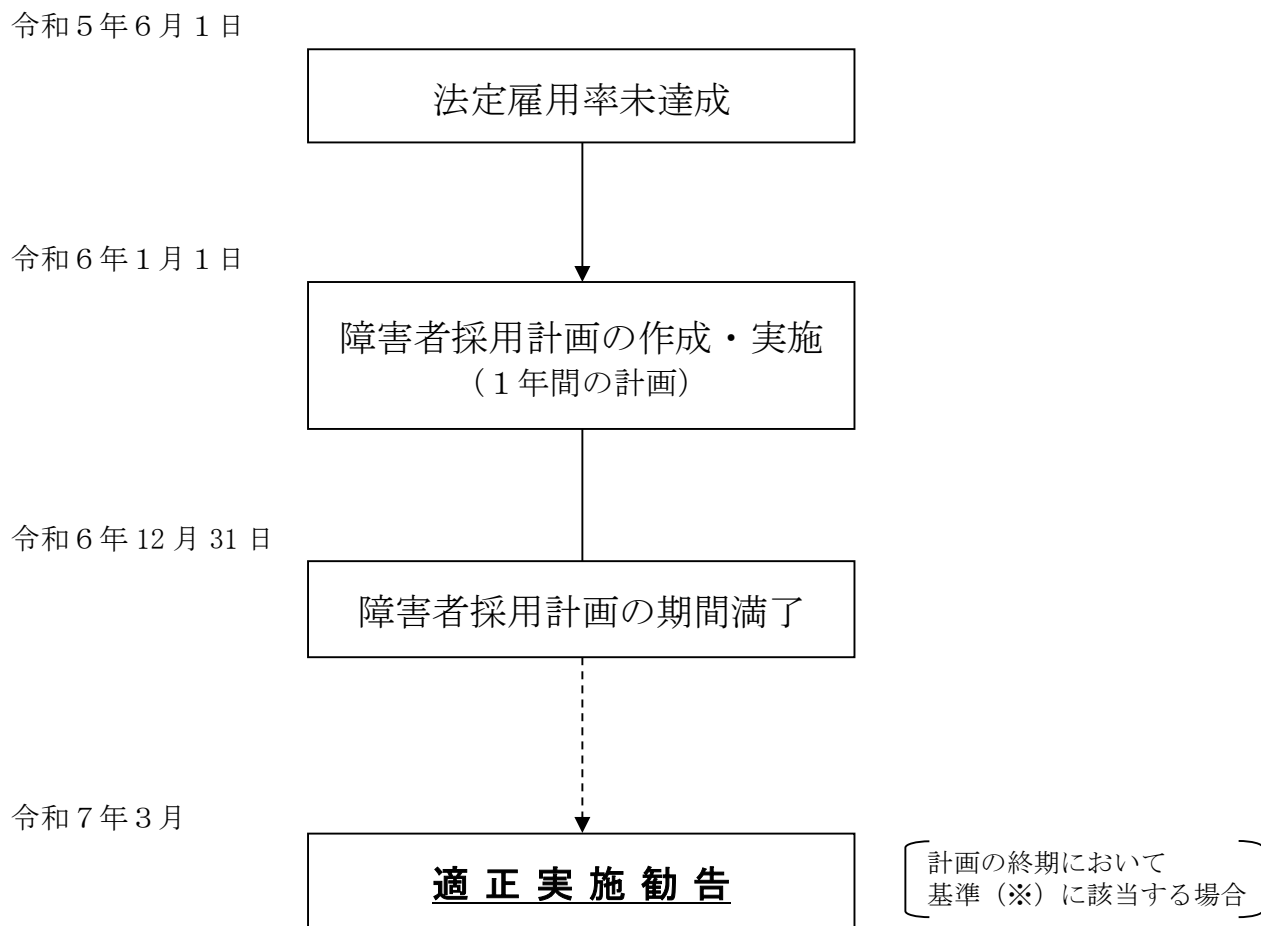 令和５年６月１日
法定雇用率未達成
令和６年１月１日
障害者採用計画の作成・実施
（１年間の計画）
令和６年 12 月 31 日
障害者採用計画の期間満了
令和７年３月
適 正 実 施 勧 告
計画の終期において
基準（※）に該当する場合